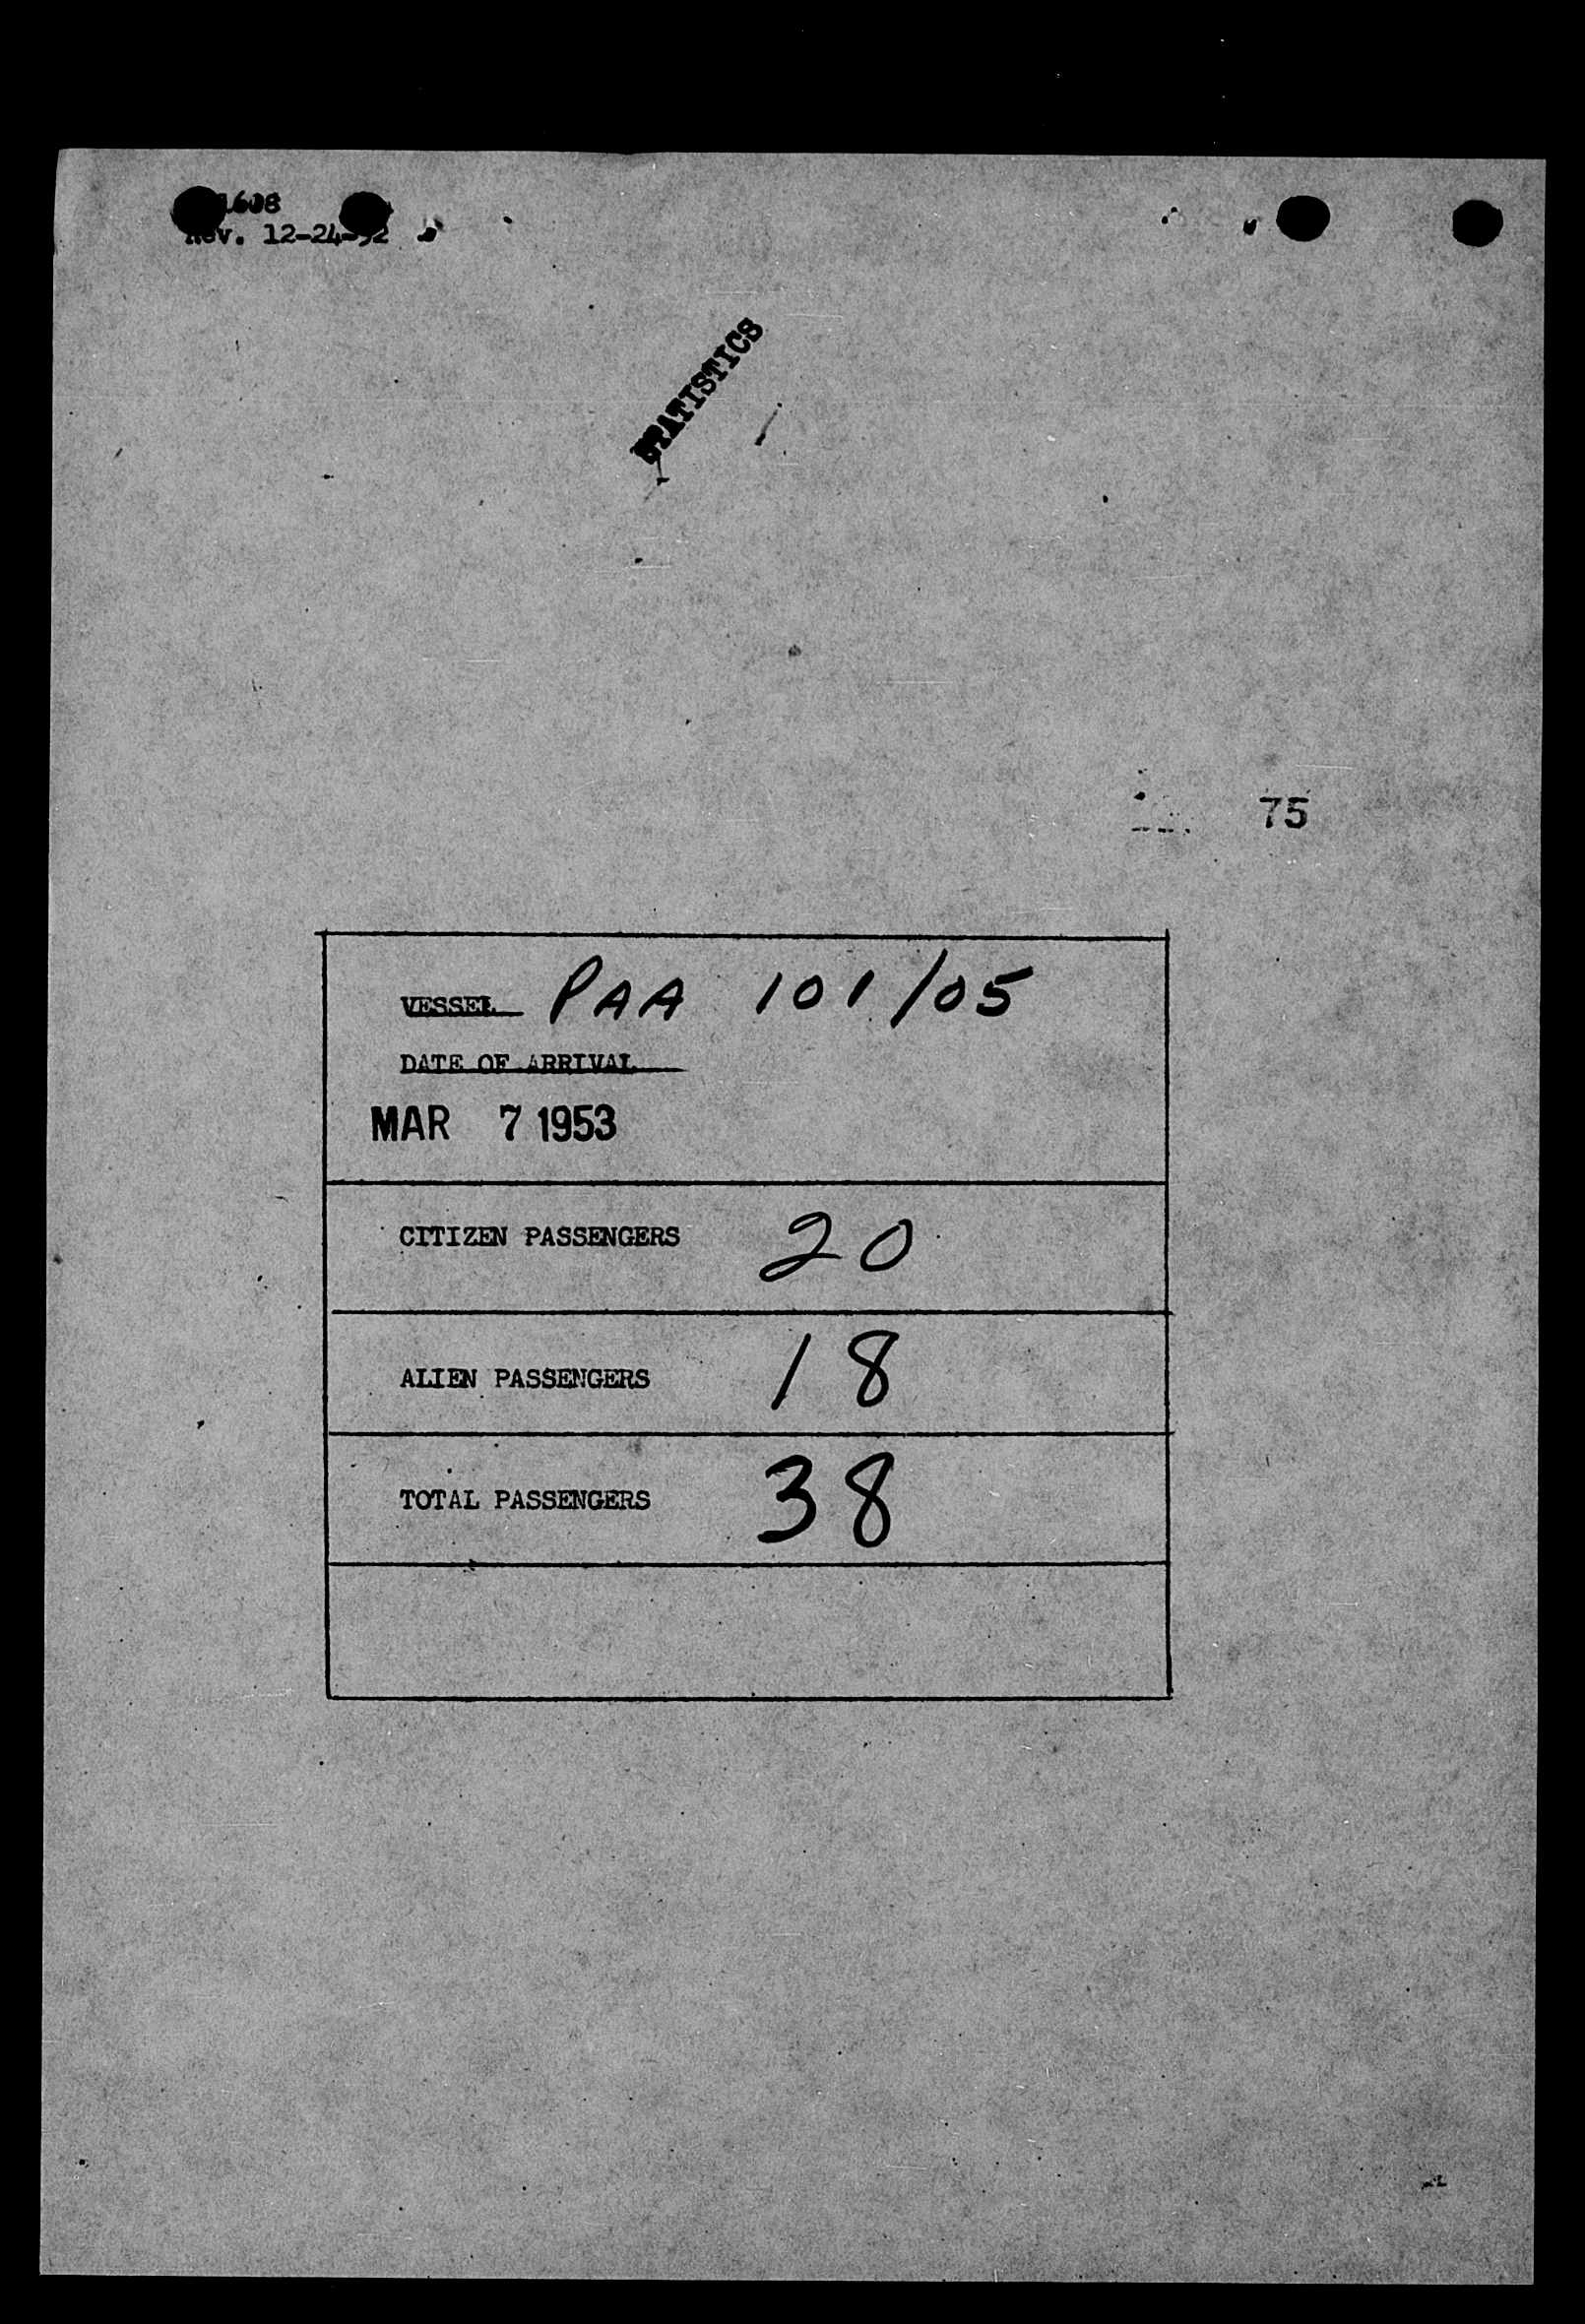 1608
Rev. 12-24-52
STATISTICS
75
VESSEL PAA 101/05
DATE OF ARRIVAL
MAR 7 1953
CITIZEN PASSENGERS 20
ALIEN PASSENGERS 18
TOTAL PASSENGERS 38